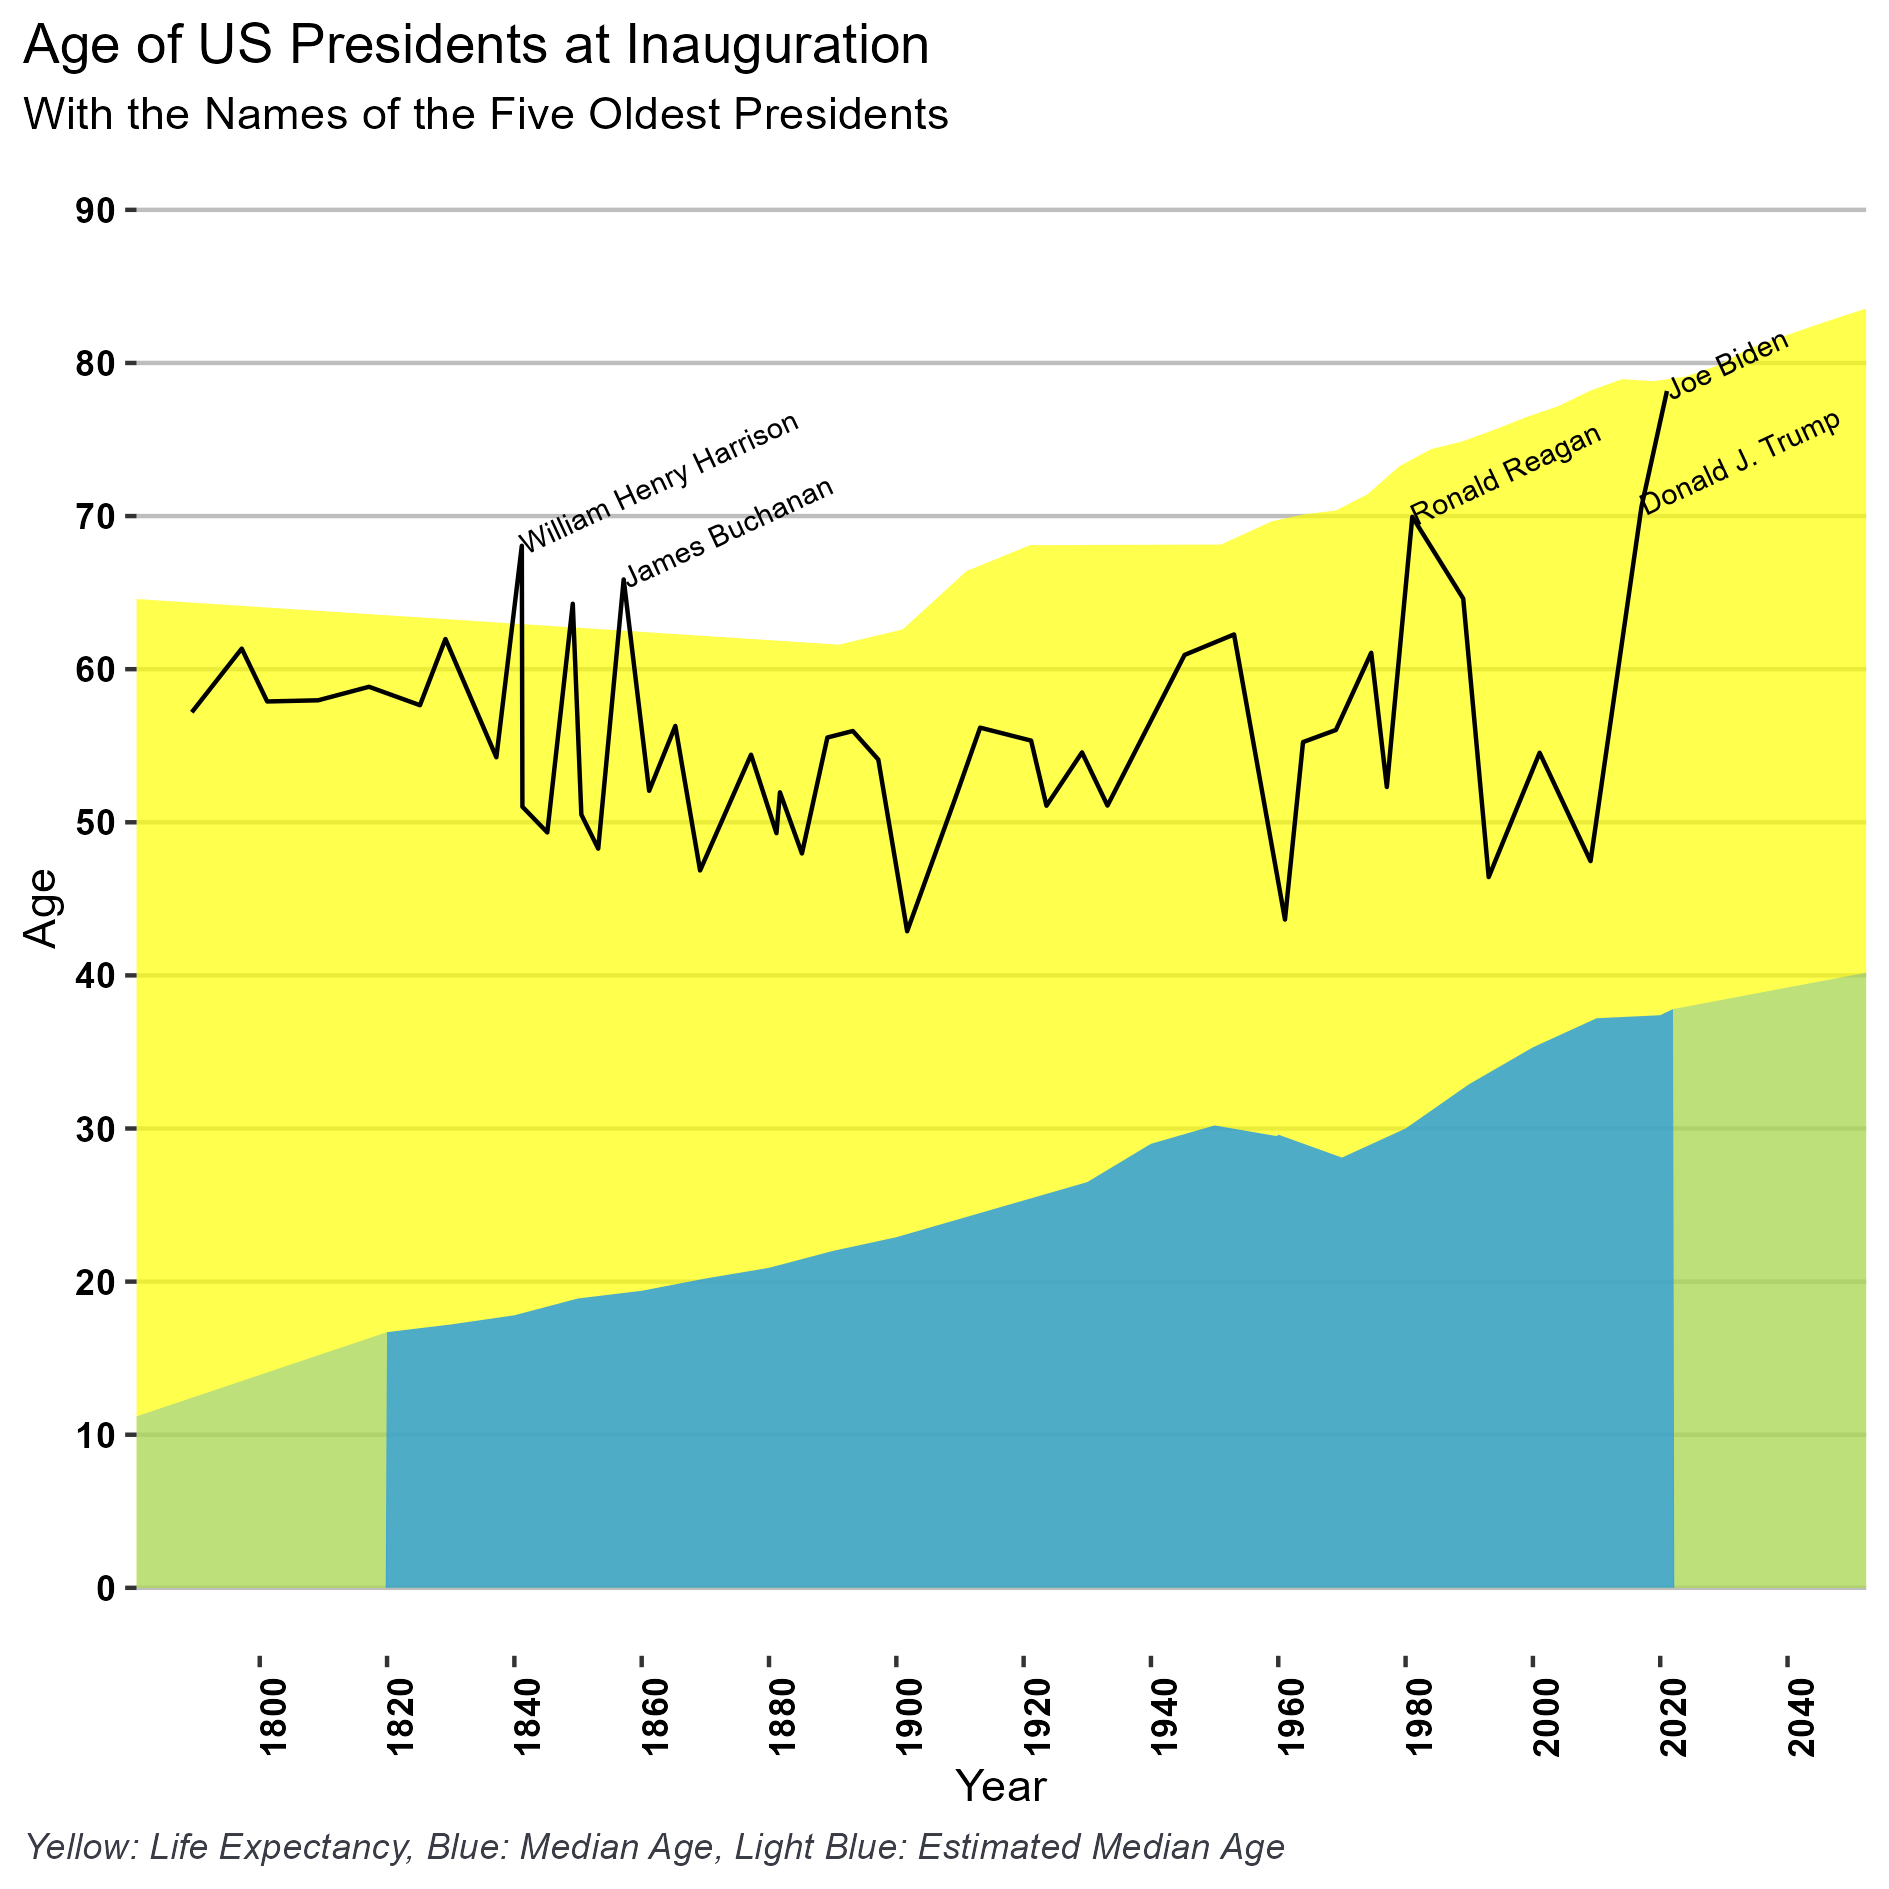 Age of US Presidents at Inauguration
With the Names of the Five Oldest Presidents
90
80
70
60
50
40
30
20
10
0
Age
William Henry Harrison
James Buchanan
Ronald Reagan
Joe Biden
Donald J. Trump
1800
1820
1840
1860
1880
1900
1920
1940
1960
1980
2000
2020
2040
Year
Yellow: Life Expectancy, Blue: Median Age, Light Blue: Estimated Median Age